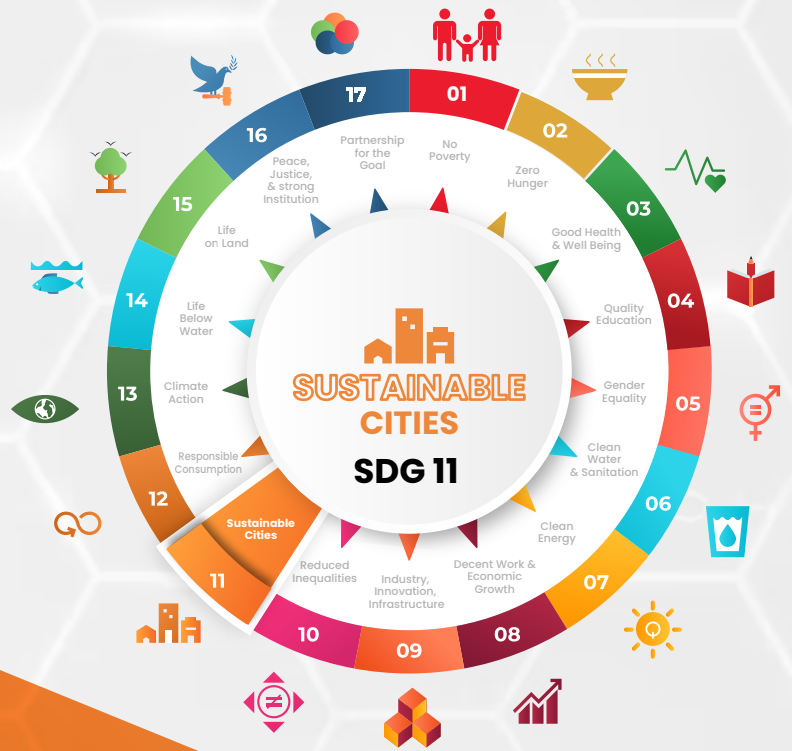 01
No
Poverty
02
Zero
Hunger
03
Good Health
& Well Being
04
Quality
Education
05
Gender
Equality
06
Clean
Water
& Sanitation
07
Clean
Energy
08
Decent Work &
Economic
Growth
09
Industry,
Innovation,
Infrastructure
10
Reduced
Inequalities
11
Sustainable
Cities
12
Responsible
Consumption
13
Climate
Action
14
Life
Below
Water
15
Life
on Land
16
Peace,
Justice,
& strong
Institution
17
Partnership
for the
Goal
SUSTAINABLE
CITIES
SDG 11